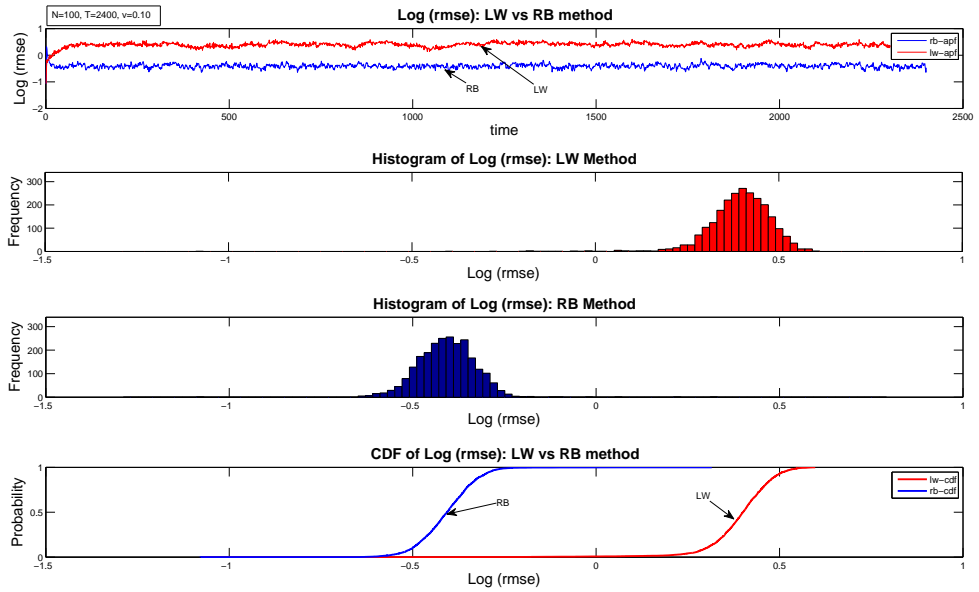 Log (rmse): LW vs RB method
N=100, T=2400, v=0.10
Log (rmse)
1
0
−1
−2
rb−apf
lw−apf
RB
LW
0
500
1000
1500
2000
2500
time
Histogram of Log (rmse): LW Method
Frequency
300
200
100
0
−1.5
−1
−0.5
0
0.5
1
Log (rmse)
Histogram of Log (rmse): RB Method
Frequency
300
200
100
0
−1.5
−1
−0.5
0
0.5
1
Log (rmse)
CDF of Log (rmse): LW vs RB method
Probability
1
0.5
0
lw−cdf
rb−cdf
RB
LW
−1.5
−1
−0.5
0
0.5
1
Log (rmse)